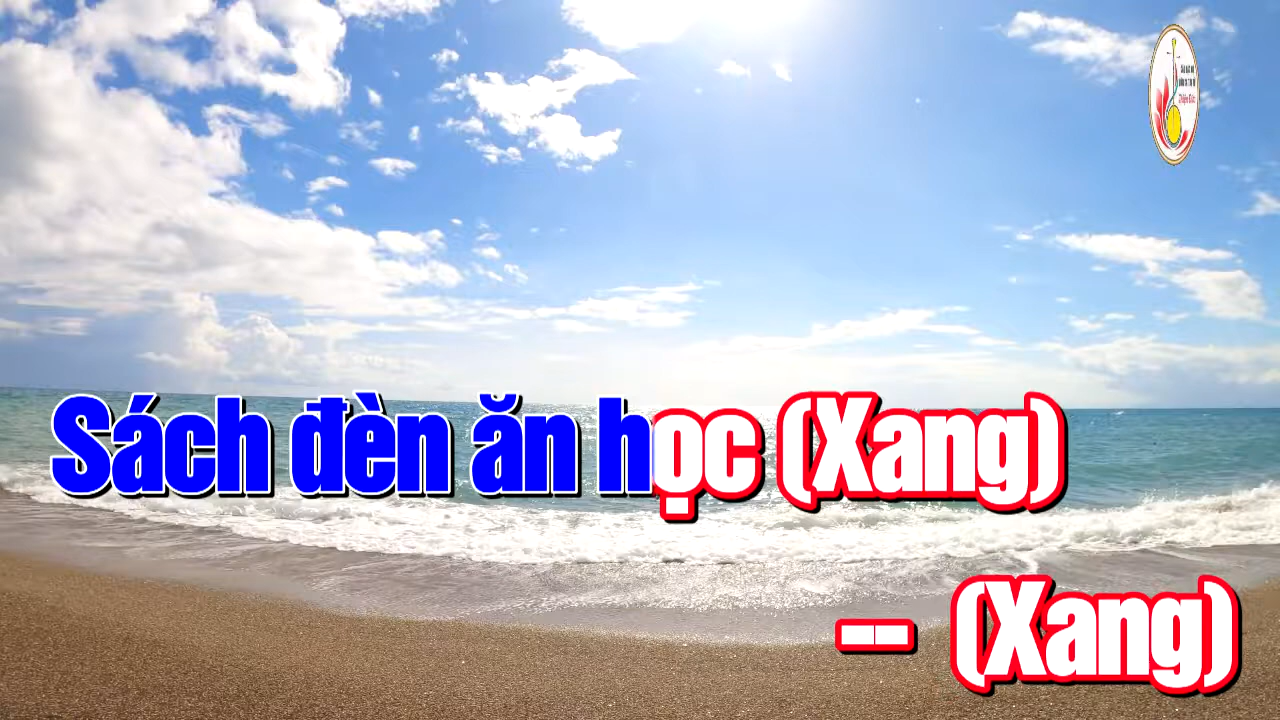 Sách đèn ăn học (Xang)
-- (Xang)